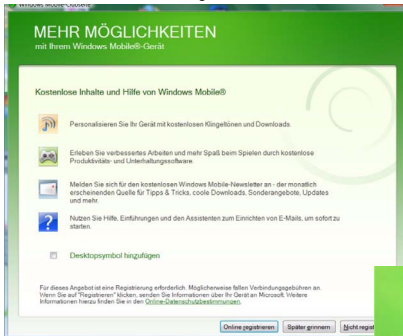 MEHR MÖGLICHKEITEN
mit Ihrem Windows Mobile®-Gerät
Kostenlose Inhalte und Hilfe von Windows Mobile®
Personalisieren Sie Ihr Gerät mit kostenlosen Klingeltönen und Downloads.
Erleben Sie verbessertes Arbeiten und mehr Spaß beim Spielen durch kostenlose
Produktivitäts- und Unterhaltungssoftware.
Melden Sie sich für den kostenlosen Windows Mobile-Newsletter an - der monatlich
erscheinenden Quelle für Tipps & Tricks, coole Downloads, Sonderangebote, Updates
und mehr.
Nutzen Sie Hilfe, Einführungen und den Assistenten zum Einrichten von E-Mails, um sofort zu
starten.
Desktopsymbol hinzufügen
Für dieses Angebot ist eine Registrierung erforderlich. Möglicherweise fallen Verbindungsgebühren an.
Wenn Sie auf "Registrieren" klicken, senden Sie Informationen über Ihr Gerät an Microsoft. Weitere
Informationen hierzu finden Sie in den Online-Datenschutzbestimmungen.
Online registrieren Später erinnern Nicht regist